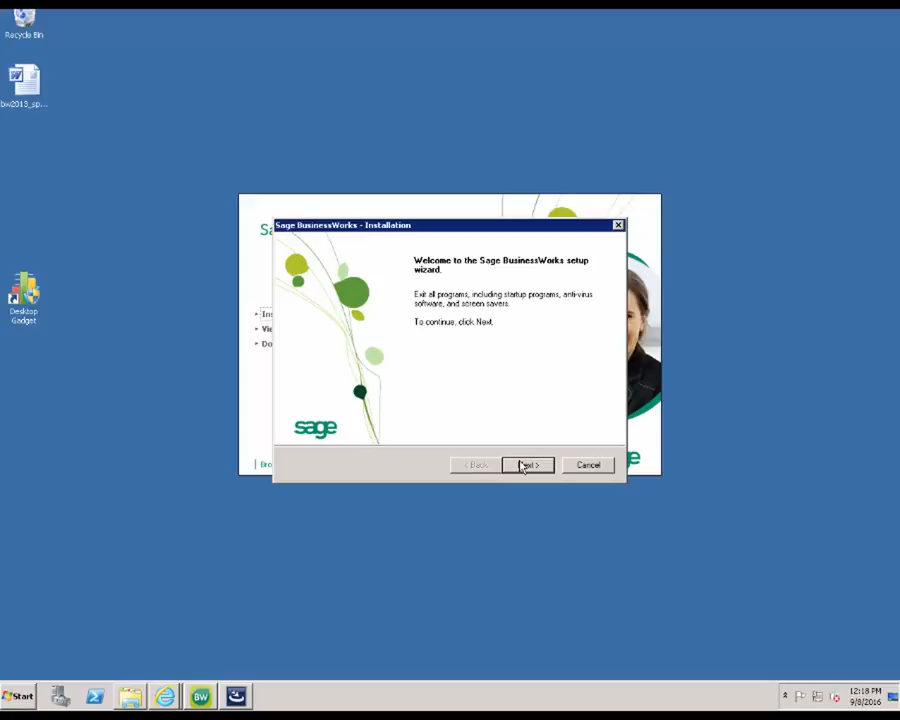 Recycle Bin
bw2013_sp...
Desktop
Gadget
Sage BusinessWorks - Installation
Welcome to the Sage BusinessWorks setup
wizard.
Exit all programs, including startup programs, anti-virus
software, and screen savers.
To continue, click Next.
sage
< Back
Cancel
Start
BW
12:18 PM
9/8/2016